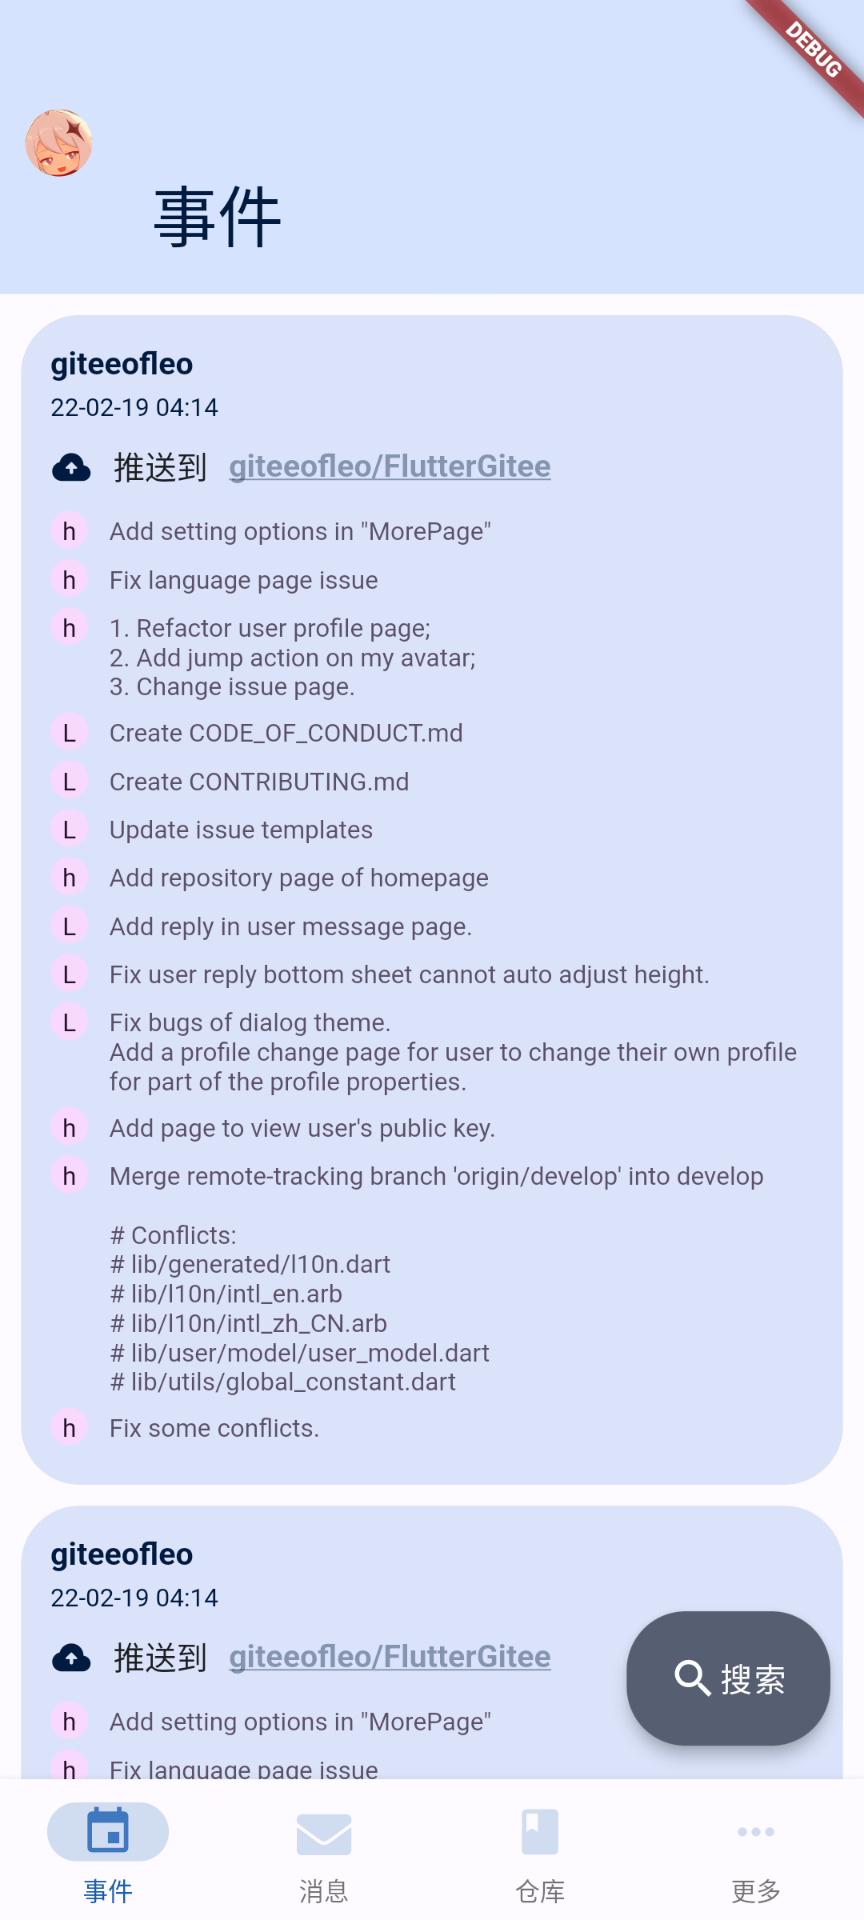 DEBUG
事件
giteeofleo
22-02-19 04:14
推送到 giteeofleo/FlutterGitee
h Add setting options in "MorePage"
h Fix language page issue
h 1. Refactor user profile page;
2. Add jump action on my avatar;
3. Change issue page.
L Create CODE_OF_CONDUCT.md
L Create CONTRIBUTING.md
L Update issue templates
h Add repository page of homepage
L Add reply in user message page.
L Fix user reply bottom sheet cannot auto adjust height.
L Fix bugs of dialog theme.
Add a profile change page for user to change their own profile
for part of the profile properties.
h Add page to view user's public key.
h Merge remote-tracking branch 'origin/develop' into develop
# Conflicts:
# lib/generated/l10n.dart
# lib/l10n/intl_en.arb
# lib/l10n/intl_zh_CN.arb
# lib/user/model/user_model.dart
# lib/utils/global_constant.dart
h Fix some conflicts.
giteeofleo
22-02-19 04:14
推送到 giteeofleo/FlutterGitee
搜索
h Add setting options in "MorePage"
h Fix language page issue
事件 消息 仓库 更多